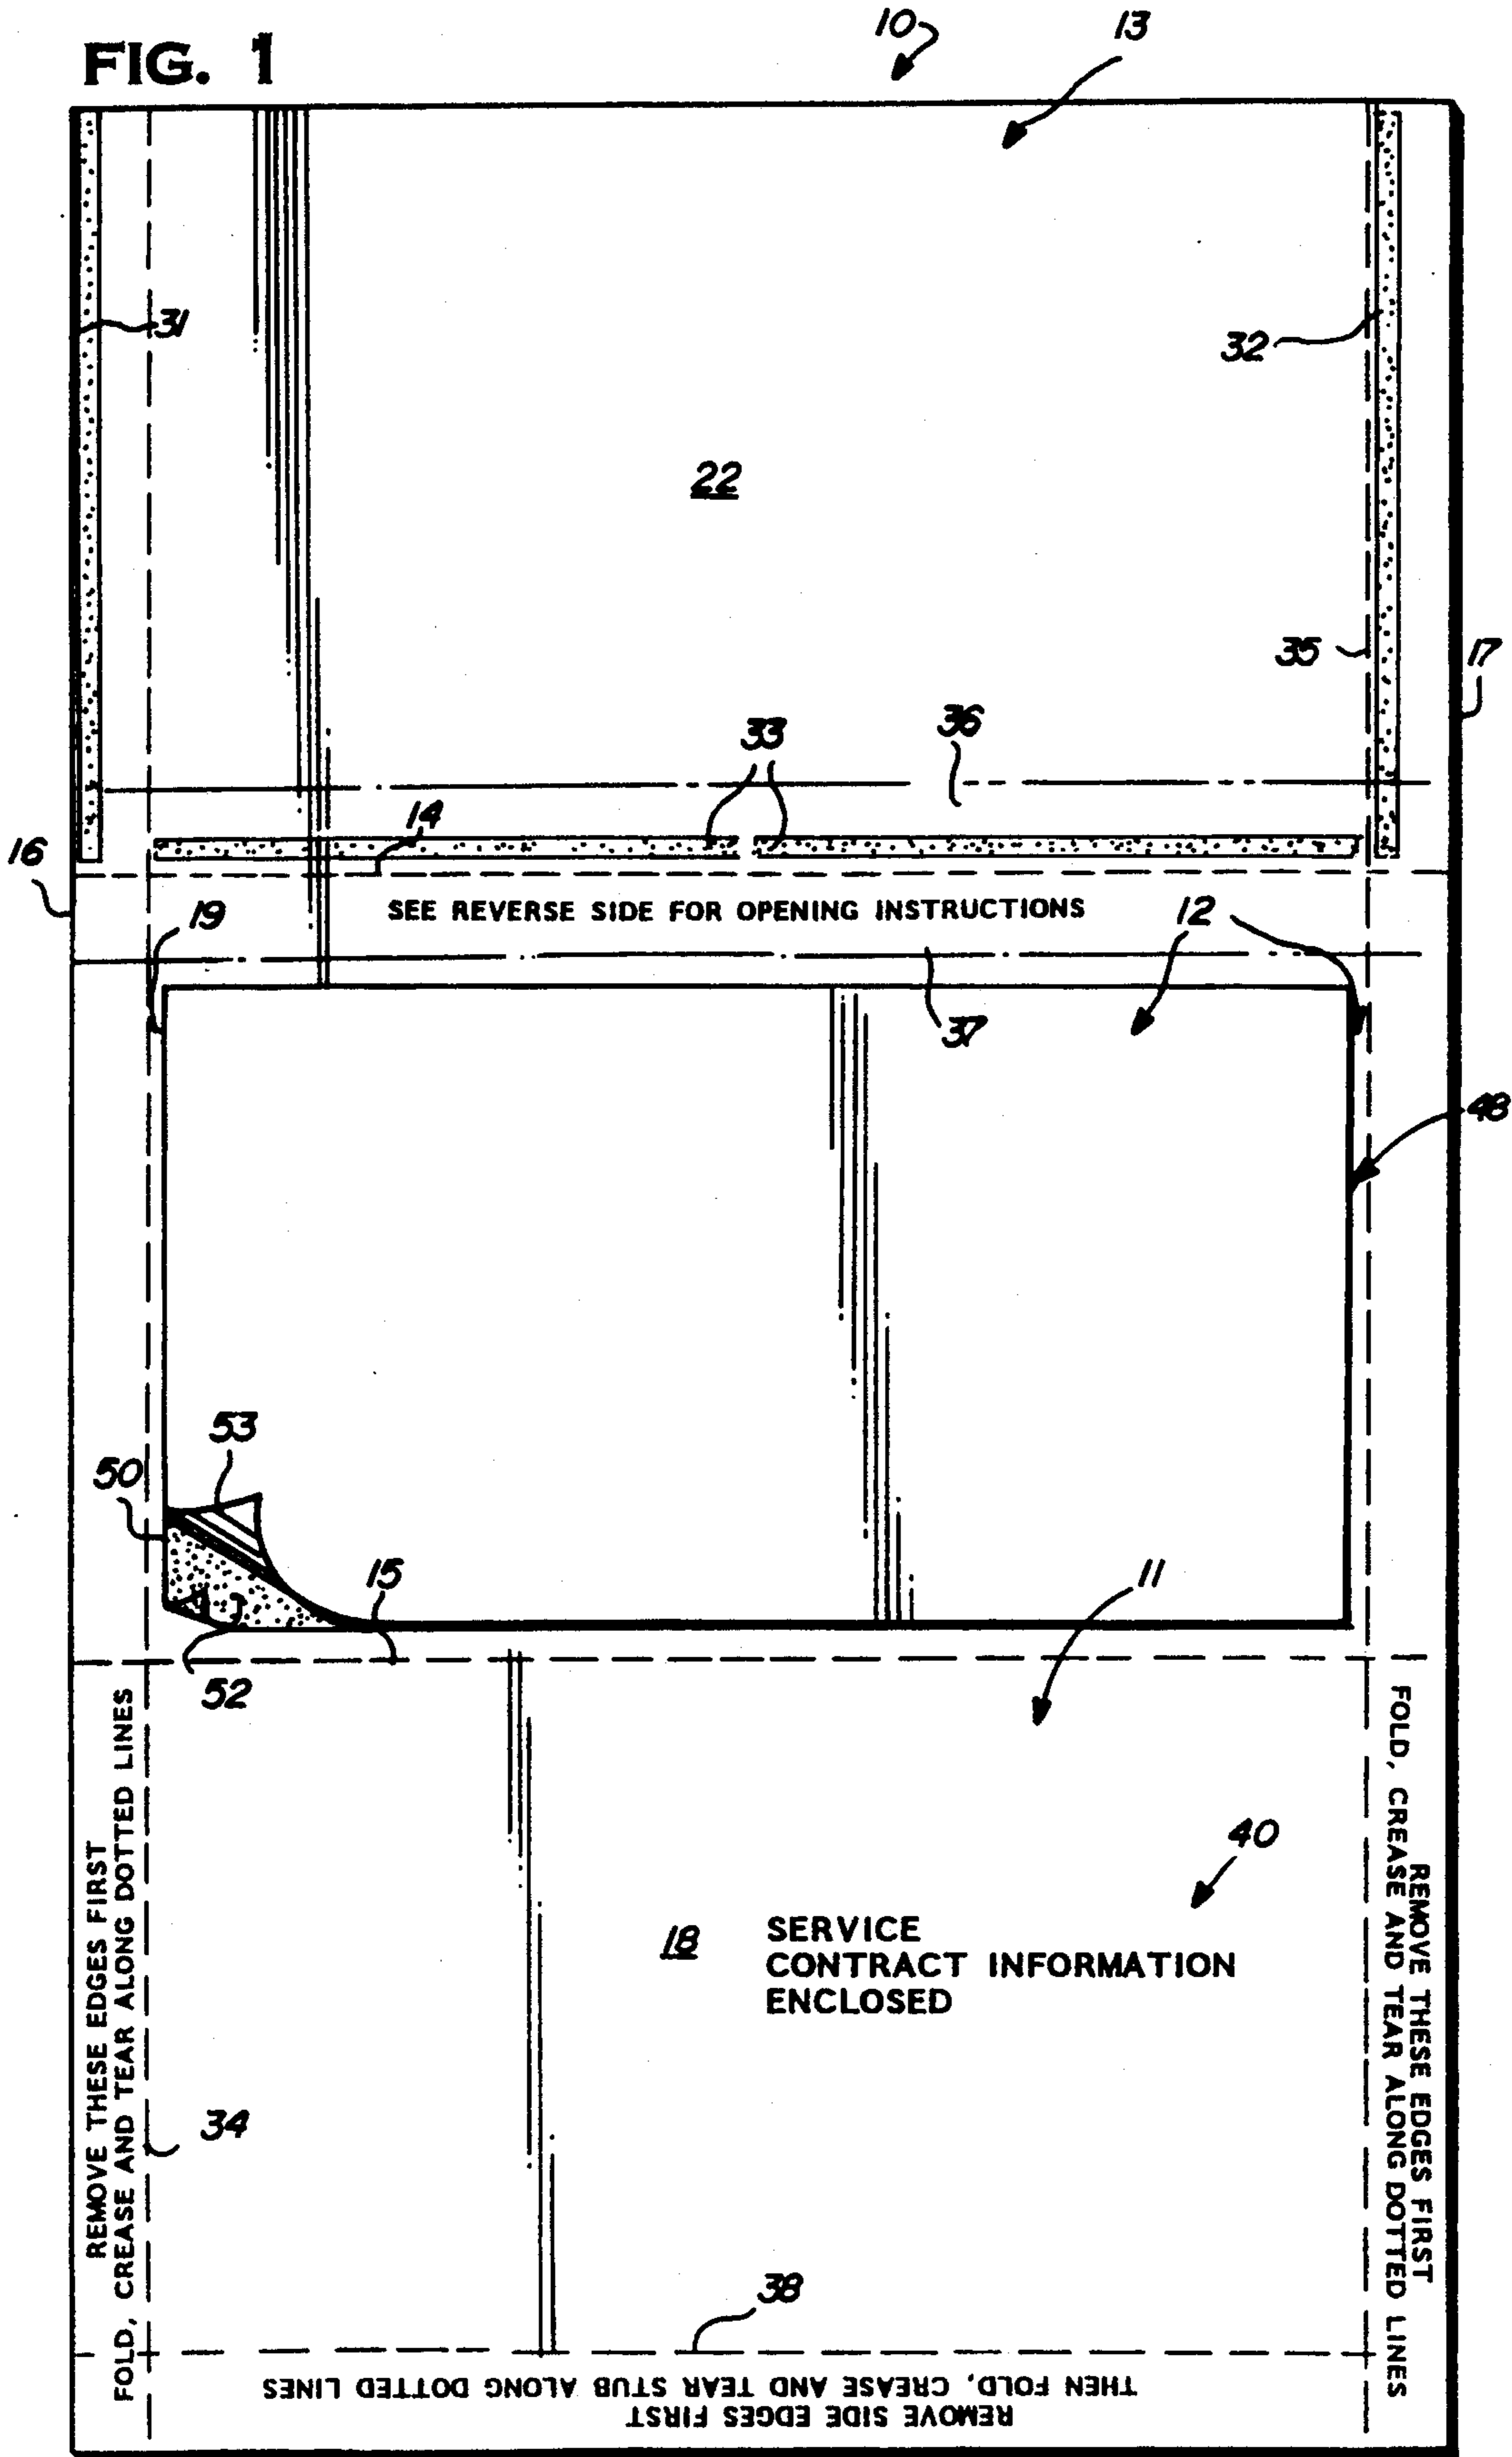 FIG. 1
10
13
31
32
22
35
17
33
36
14
16
19
SEE REVERSE SIDE FOR OPENING INSTRUCTIONS
12
37
48
53
50
15
11
52
40
18
SERVICE
CONTRACT INFORMATION
ENCLOSED
REMOVE THESE EDGES FIRST
FOLD, CREASE AND TEAR ALONG DOTTED LINES
REMOVE THESE EDGES FIRST
FOLD, CREASE AND TEAR ALONG DOTTED LINES
34
38
REMOVE SIDE EDGES FIRST
THEN FOLD, CREASE AND TEAR STUB ALONG DOTTED LINES